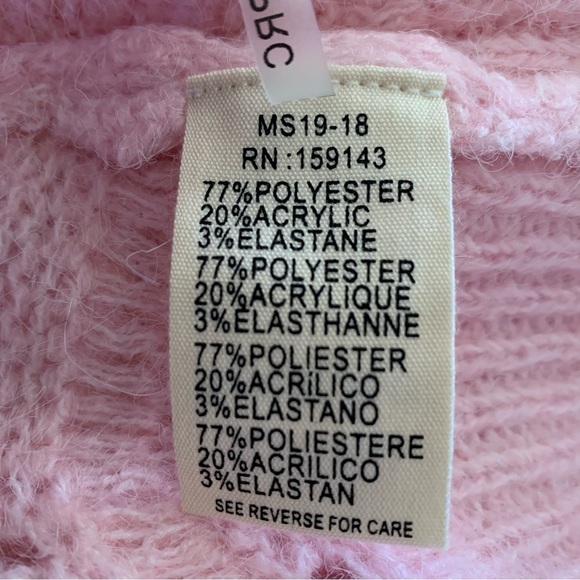 MS19-18
RN :159143
77%POLYESTER
20%ACRYLIC
3%ELASTANE
77%POLYESTER
20%ACRYLIQUE
3%ELASTHANNE
77%POLIESTER
20%ACRÍLICO
3%ELASTANO
77%POLIESTERE
20%ACRILICO
3%ELASTAN
SEE REVERSE FOR CARE